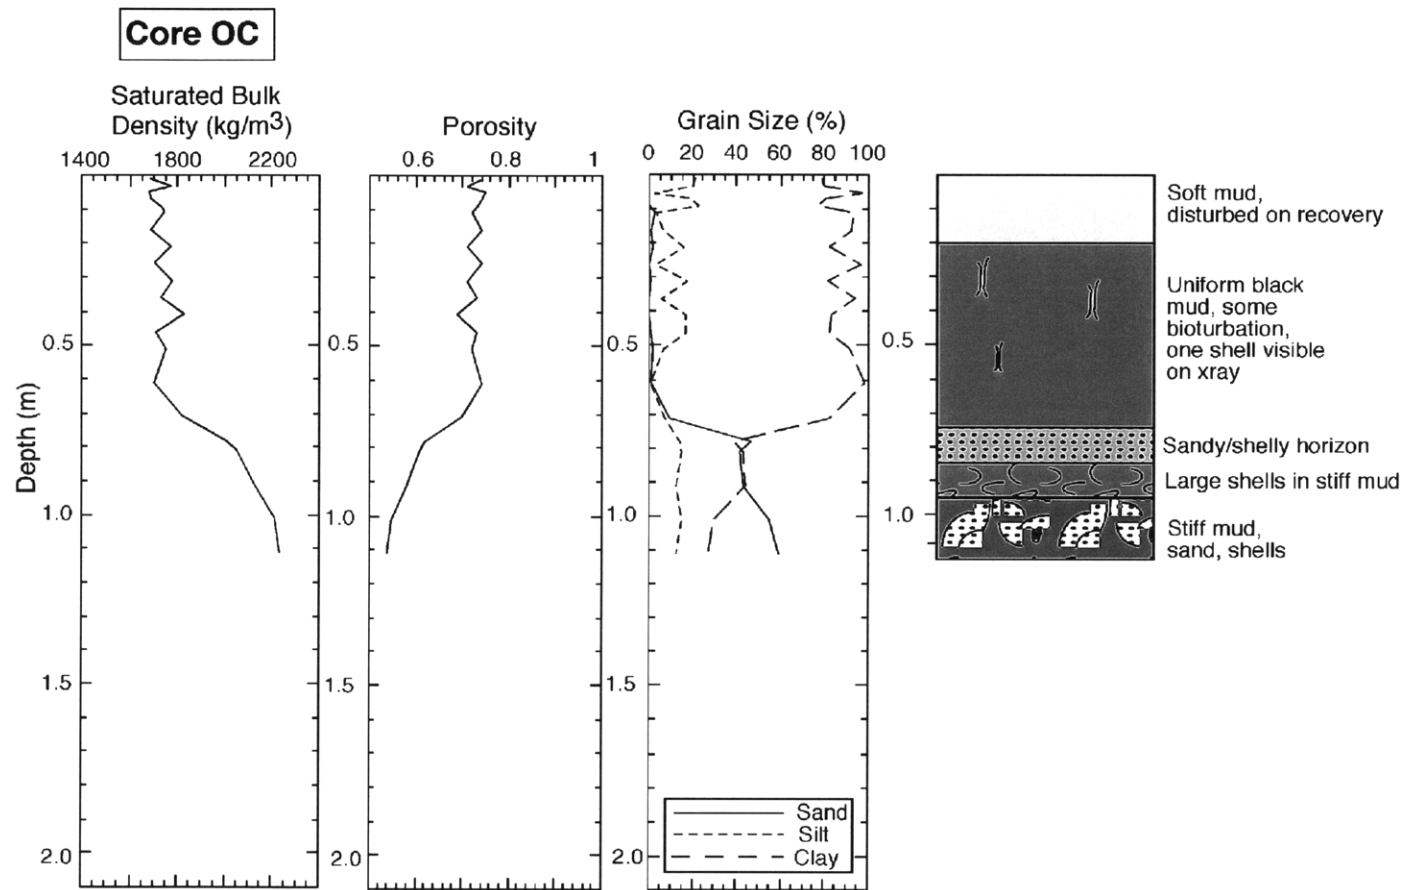 Core OC
Saturated Bulk
Density (kg/m³)
1400 1800 2200
Porosity
0.6 0.8 1
Grain Size (%)
0 20 40 60 80 100
Depth (m)
0.5
1.0
1.5
2.0
0.5
1.0
1.5
2.0
0.5
1.0
1.5
2.0
Sand
Silt
Clay
0.5
1.0
Soft mud,
disturbed on recovery
Uniform black
mud, some
bioturbation,
one shell visible
on xray
Sandy/shelly horizon
Large shells in stiff mud
Stiff mud,
sand, shells